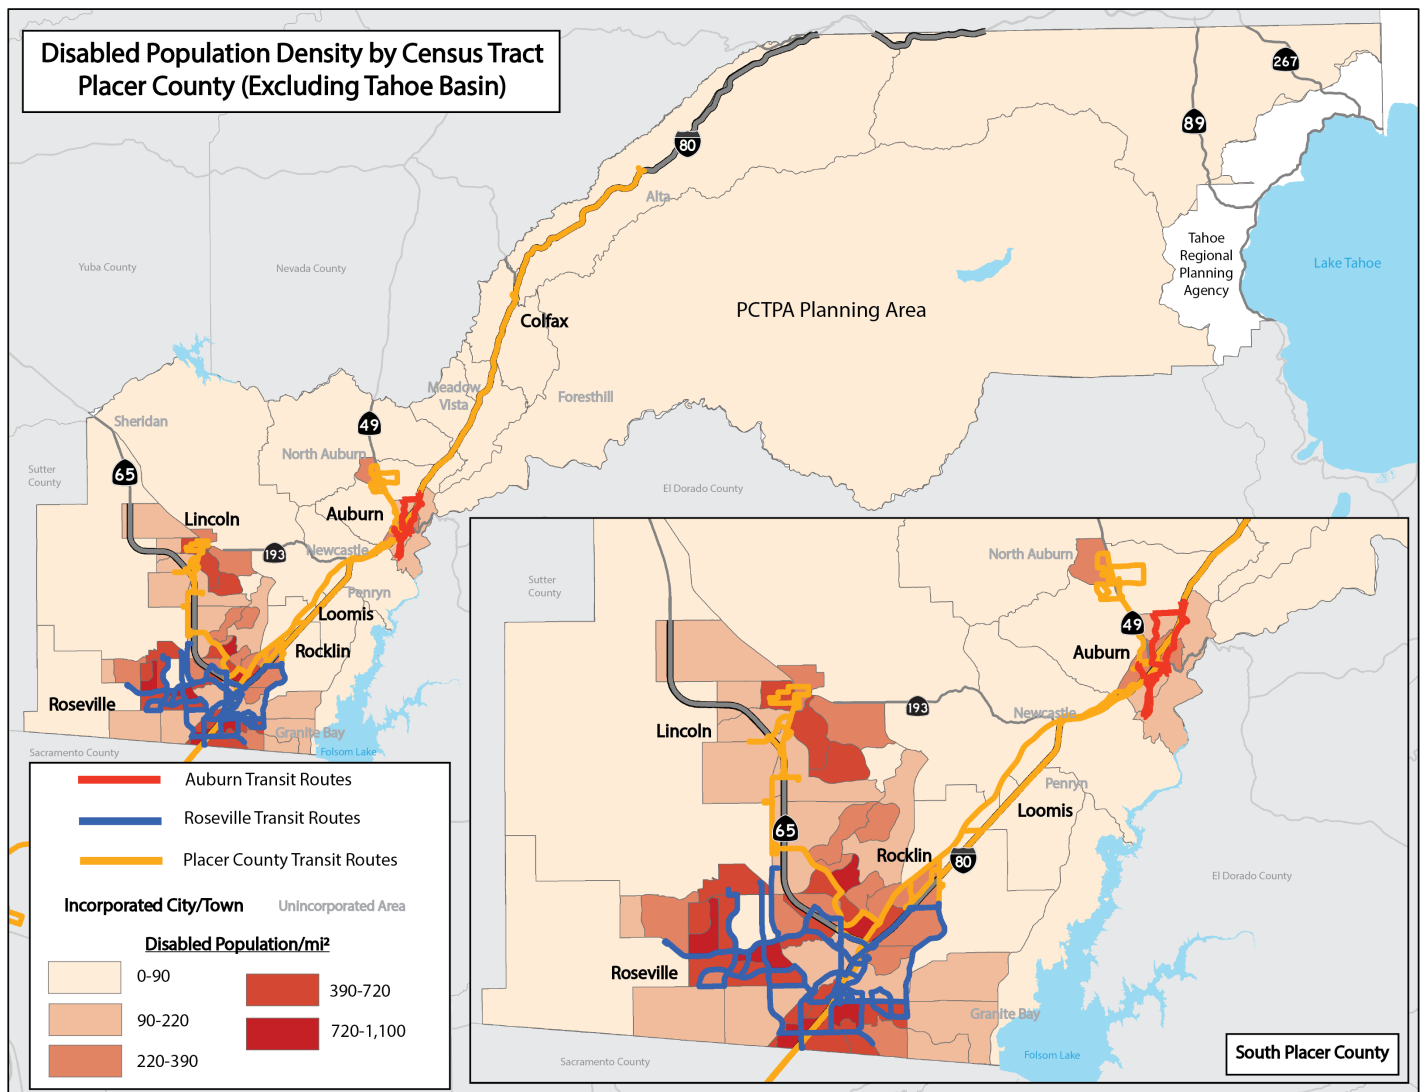 Disabled Population Density by Census Tract
Placer County (Excluding Tahoe Basin)
267
89
80
Alta
Tahoe
Regional
Planning
Agency
Lake Tahoe
Yuba County
Nevada County
PCTPA Planning Area
Colfax
Meadow
Vista
Foresthill
Sheridan
49
North Auburn
65
Sutter
County
El Dorado County
Lincoln
Auburn
193
Newcastle
Penryn
Loomis
Rocklin
Roseville
Granite Bay
Sacramento County
Folsom Lake
Auburn Transit Routes
Roseville Transit Routes
Placer County Transit Routes
Incorporated City/Town
Unincorporated Area
Disabled Population/mi²
0-90
90-220
220-390
390-720
720-1,100
North Auburn
Sutter
County
49
Auburn
193
Newcastle
Lincoln
Penryn
Loomis
65
Rocklin
80
El Dorado County
Roseville
Granite Bay
Sacramento County
Folsom Lake
South Placer County